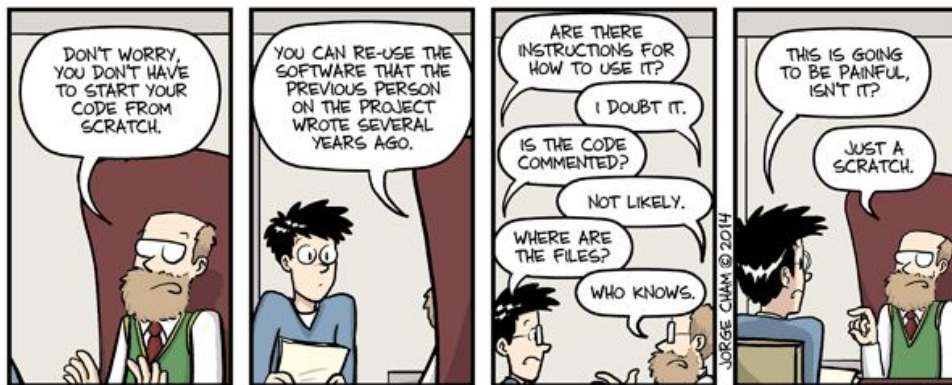 DON'T WORRY,
YOU DON'T HAVE
TO START YOUR
CODE FROM
SCRATCH.
YOU CAN RE-USE THE
SOFTWARE THAT THE
PREVIOUS PERSON
ON THE PROJECT
WROTE SEVERAL
YEARS AGO.
ARE THERE
INSTRUCTIONS FOR
HOW TO USE IT?
I DOUBT IT.
IS THE CODE
COMMENTED?
NOT LIKELY.
WHERE ARE
THE FILES?
WHO KNOWS.
JORGE CHAM © 2014
THIS IS GOING
TO BE PAINFUL,
ISN'T IT?
JUST A
SCRATCH.